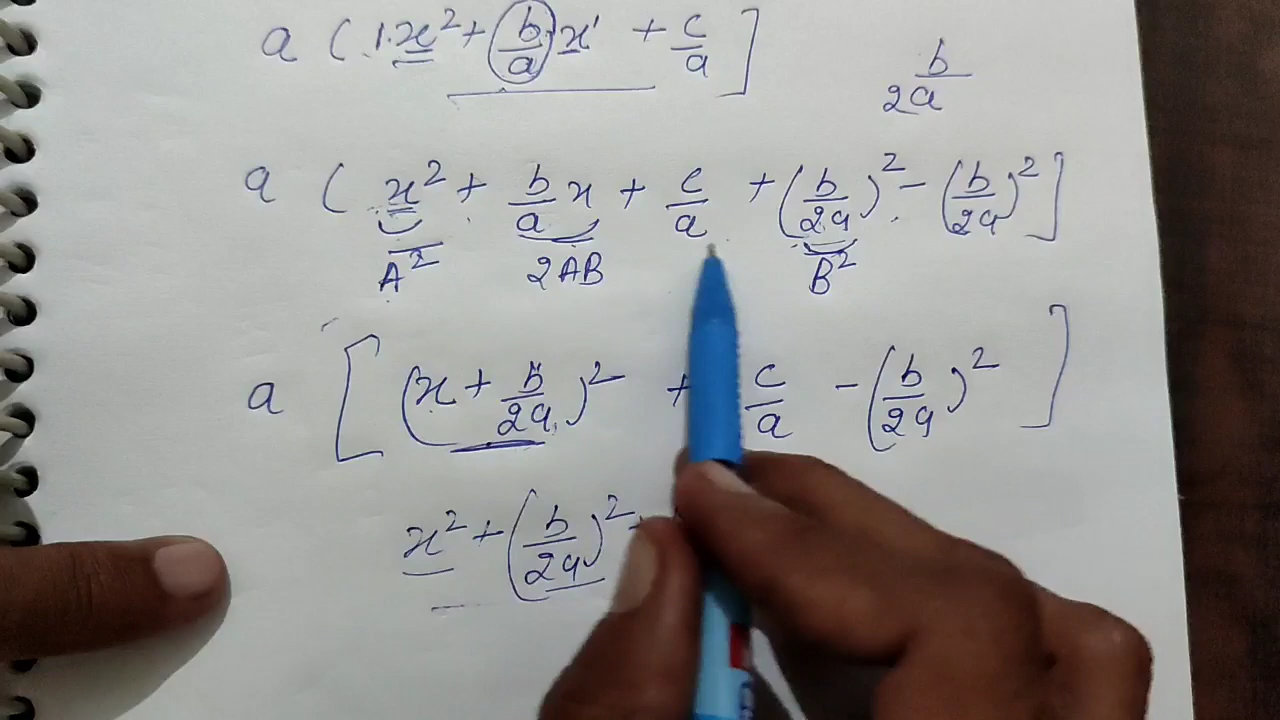 a ( 1·x² + (b/a)·x¹ + c/a ]
b/2a
a ( x² + b/a x + c/a + (b/2a)² - (b/2a)² ]
A² 2AB B²
a [ (x + b/2a)² + c/a - (b/2a)² ]
x² + (b/2a)²